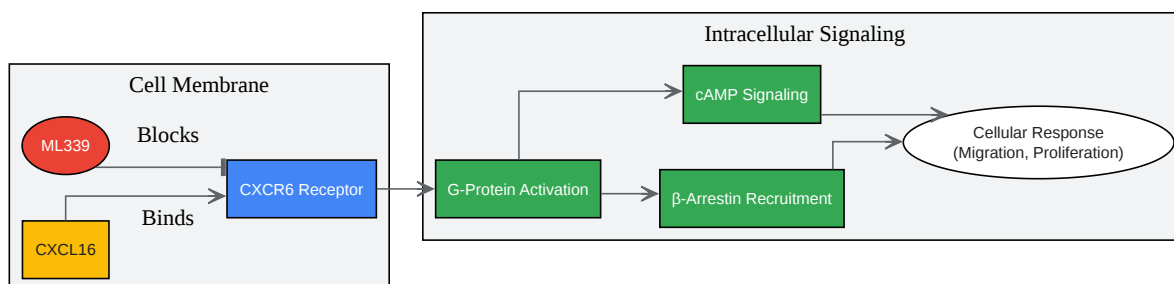 Intracellular Signaling
Cell Membrane
cAMP Signaling
ML339
Blocks
Cellular Response
(Migration, Proliferation)
CXCR6 Receptor
G-Protein Activation
β-Arrestin Recruitment
Binds
CXCL16